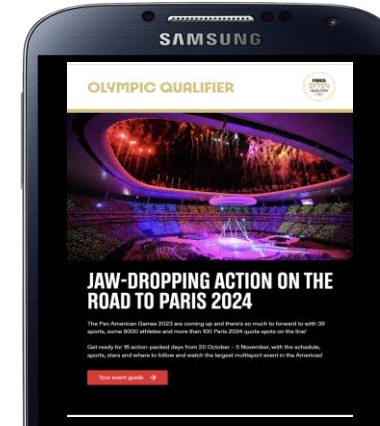 SAMSUNG
OLYMPIC QUALIFIER
PARIS
2024
QUALIFIER
JAW-DROPPING ACTION ON THE
ROAD TO PARIS 2024
The Pan American Games 2023 are coming up and there's so much to forward to with 39
sports, some 9000 athletes and more than 100 Paris 2024 quota spots on the line!
Get ready for 16 action-packed days from 20 October – 5 November, with the schedule,
sports, stars and where to follow and watch the largest multisport event in the Americas!
Your event guide →